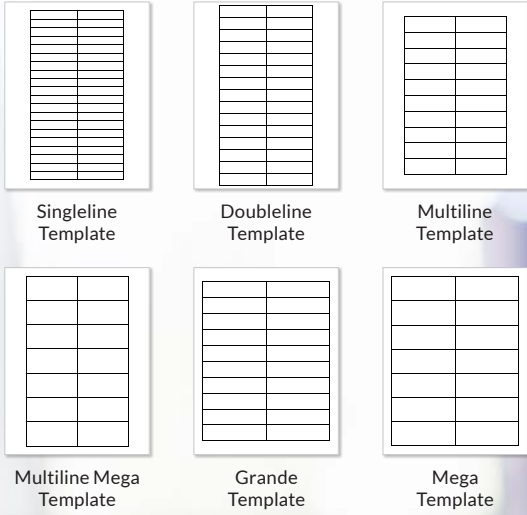 Singleline
Template
Doubleline
Template
Multiline
Template
Multiline Mega
Template
Grande
Template
Mega
Template